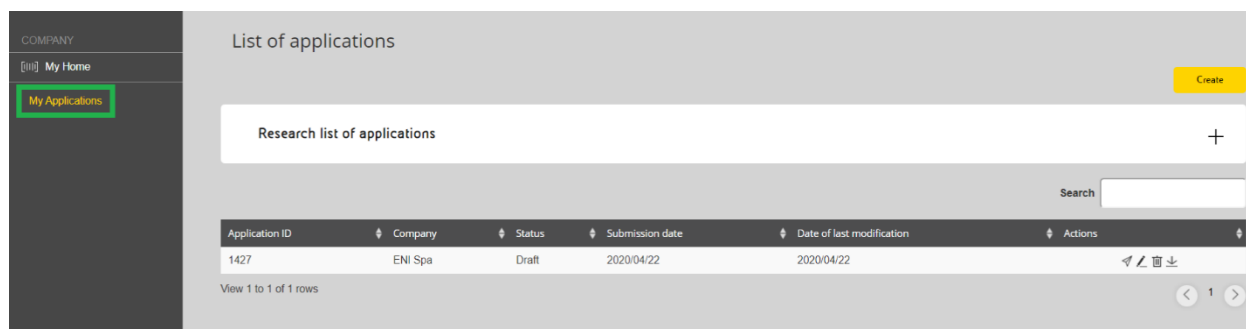 COMPANY
My Home
My Applications
List of applications
Create
Research list of applications
Search
Application ID Company Status Submission date Date of last modification Actions
1427 ENI Spa Draft 2020/04/22 2020/04/22
View 1 to 1 of 1 rows
1